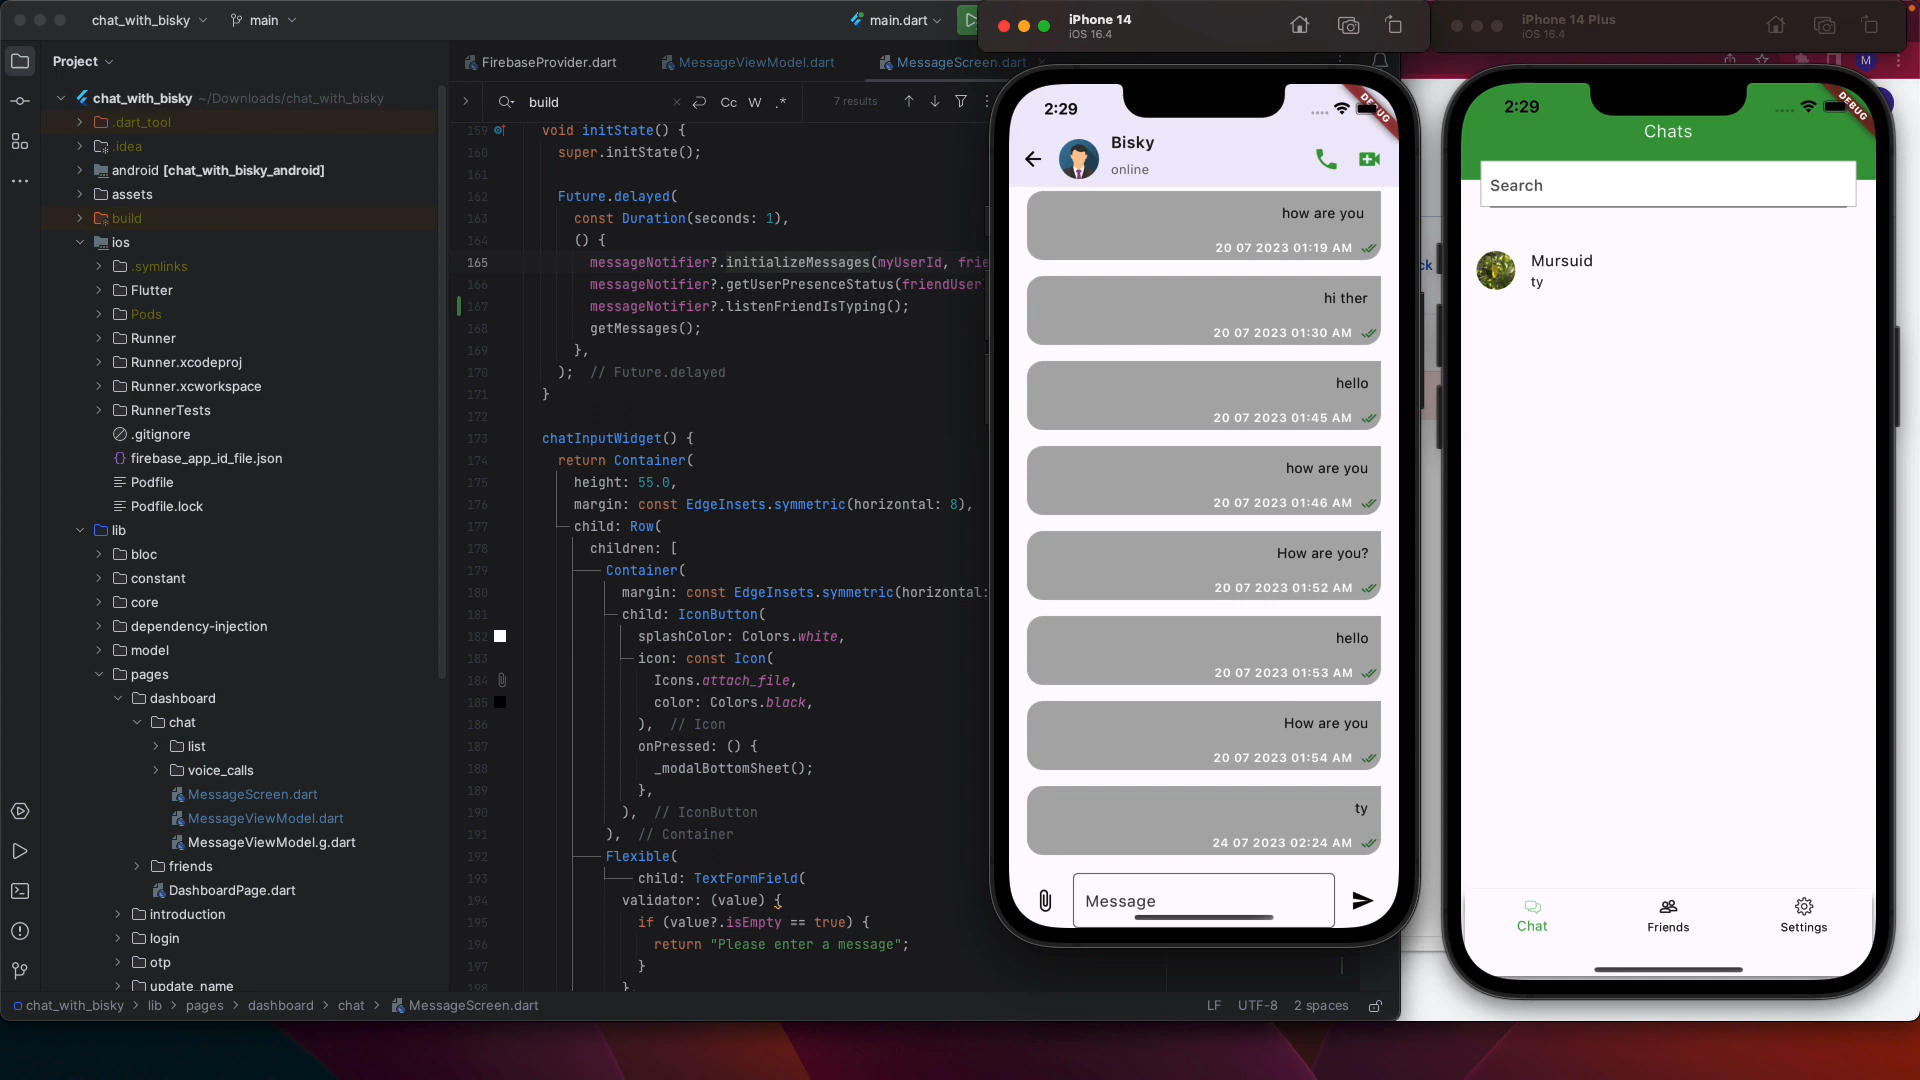 chat_with_bisky
main
main.dart
Project
chat_with_bisky ~/Downloads/chat_with_bisky
.dart_tool
.idea
android [chat_with_bisky_android]
assets
build
ios
.symlinks
Flutter
Pods
Runner
Runner.xcodeproj
Runner.xcworkspace
RunnerTests
.gitignore
firebase_app_id_file.json
Podfile
Podfile.lock
lib
bloc
constant
core
dependency-injection
model
pages
dashboard
chat
list
voice_calls
MessageScreen.dart
MessageViewModel.dart
MessageViewModel.g.dart
friends
DashboardPage.dart
introduction
login
otp
update_name
FirebaseProvider.dart
MessageViewModel.dart
MessageScreen.dart
build
Cc
W
.*
7 results
159 void initState() {
160 super.initState();
161
162 Future.delayed(
163 const Duration(seconds: 1),
164 () {
165 messageNotifier?.initializeMessages(myUserId, frie
166 messageNotifier?.getUserPresenceStatus(friendUser
167 messageNotifier?.listenFriendIsTyping();
168 getMessages();
169 },
170 ); // Future.delayed
171 }
172
173 chatInputWidget() {
174 return Container(
175 height: 55.0,
176 margin: const EdgeInsets.symmetric(horizontal: 8),
177 child: Row(
178 children: [
179 Container(
180 margin: const EdgeInsets.symmetric(horizontal:
181 child: IconButton(
182 splashColor: Colors.white,
183 icon: const Icon(
184 Icons.attach_file,
185 color: Colors.black,
186 ), // Icon
187 onPressed: () {
188 _modalBottomSheet();
189 },
190 ), // IconButton
191 ), // Container
192 Flexible(
193 child: TextFormField(
194 validator: (value) {
195 if (value?.isEmpty == true) {
196 return "Please enter a message";
197 }
198 },
chat_with_bisky > lib > pages > dashboard > chat > MessageScreen.dart
LF UTF-8 2 spaces
iPhone 14
iOS 16.4
2:29
DEBUG
Bisky
online
how are you
20 07 2023 01:19 AM
hi ther
20 07 2023 01:30 AM
hello
20 07 2023 01:45 AM
how are you
20 07 2023 01:46 AM
How are you?
20 07 2023 01:52 AM
hello
20 07 2023 01:53 AM
How are you
20 07 2023 01:54 AM
ty
24 07 2023 02:24 AM
Message
iPhone 14 Plus
iOS 16.4
M
ck
2:29
DEBUG
Chats
Search
Mursuid
ty
Chat
Friends
Settings